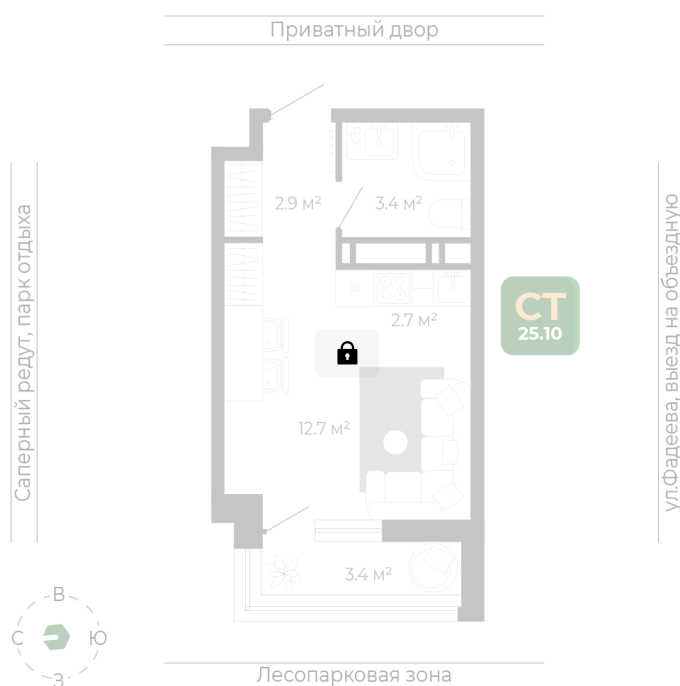 Приватный двор
Саперный редут, парк отдыха
ул.Фадеева, выезд на объездную
2.9 м²
3.4 м²
СТ
25.10
2.7 м²
12.7 м²
3.4 м²
В
С
Ю
З
Лесопарковая зона